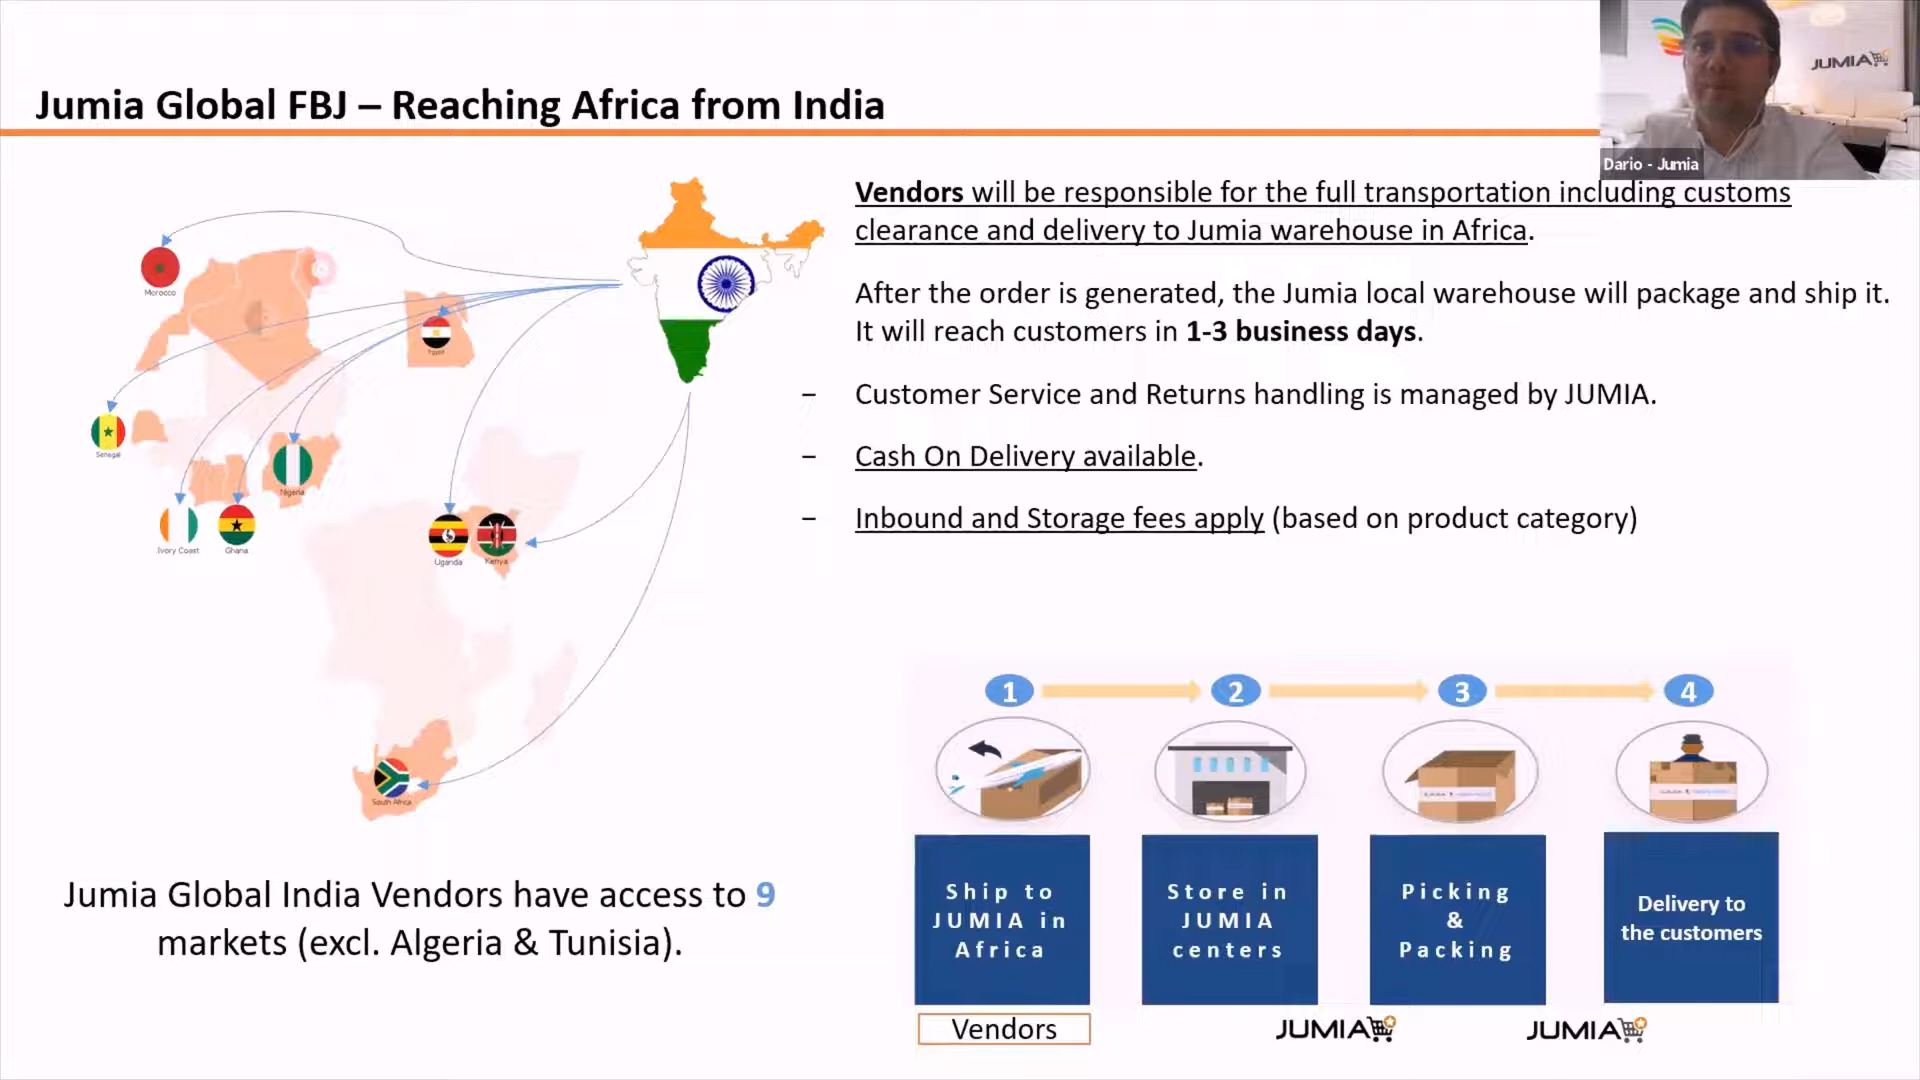 JUMIA
Dario - Jumia
Jumia Global FBJ – Reaching Africa from India
Vendors will be responsible for the full transportation including customs
clearance and delivery to Jumia warehouse in Africa.
After the order is generated, the Jumia local warehouse will package and ship it.
It will reach customers in 1-3 business days.
– Customer Service and Returns handling is managed by JUMIA.
– Cash On Delivery available.
– Inbound and Storage fees apply (based on product category)
Morocco
Egypt
Senegal
Nigeria
Ivory Coast
Ghana
Uganda
Kenya
South Africa
Jumia Global India Vendors have access to 9
markets (excl. Algeria & Tunisia).
1
2
3
4
Ship to
JUMIA in
Africa
Store in
JUMIA
centers
Picking
&
Packing
Delivery to
the customers
Vendors
JUMIA
JUMIA